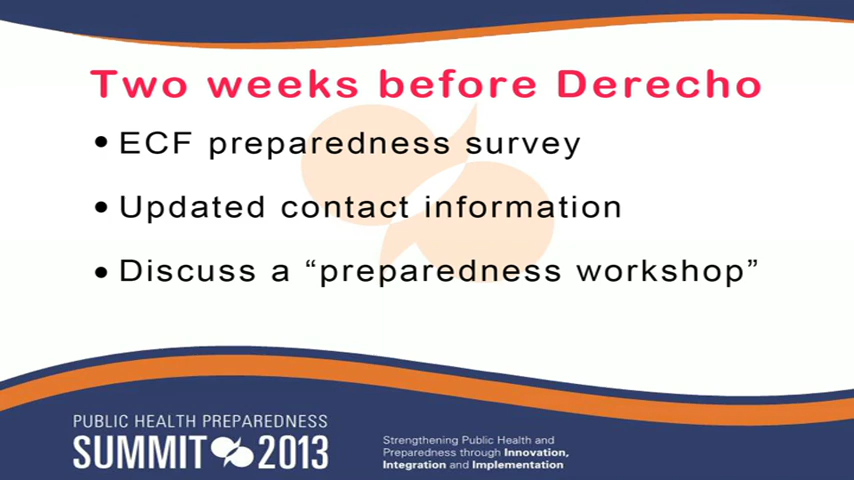 Two weeks before Derecho
• ECF preparedness survey
• Updated contact information
• Discuss a “preparedness workshop”
PUBLIC HEALTH PREPAREDNESS
SUMMIT 2013
Strengthening Public Health and
Preparedness through Innovation,
Integration and Implementation